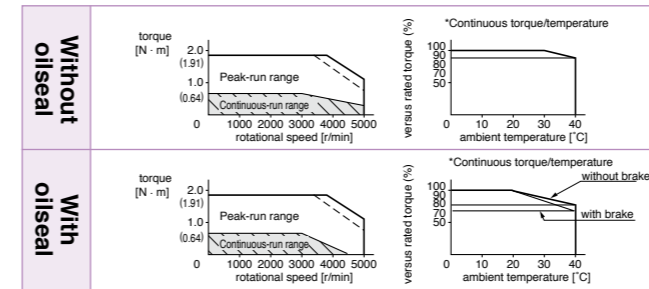 Without
oilseal
torque
[N · m]
2.0
(1.91)
1.0
(0.64)
Peak-run range
Continuous-run range
0 1000 2000 3000 4000 5000
rotational speed [r/min]
*Continuous torque/temperature
versus rated torque (%)
100
90
80
70
50
0 10 20 30 40
ambient temperature [˚C]
With
oilseal
torque
[N · m]
2.0
(1.91)
1.0
(0.64)
Peak-run range
Continuous-run range
0 1000 2000 3000 4000 5000
rotational speed [r/min]
*Continuous torque/temperature
versus rated torque (%)
without brake
100
90
80
70
50
with brake
0 10 20 30 40
ambient temperature [˚C]